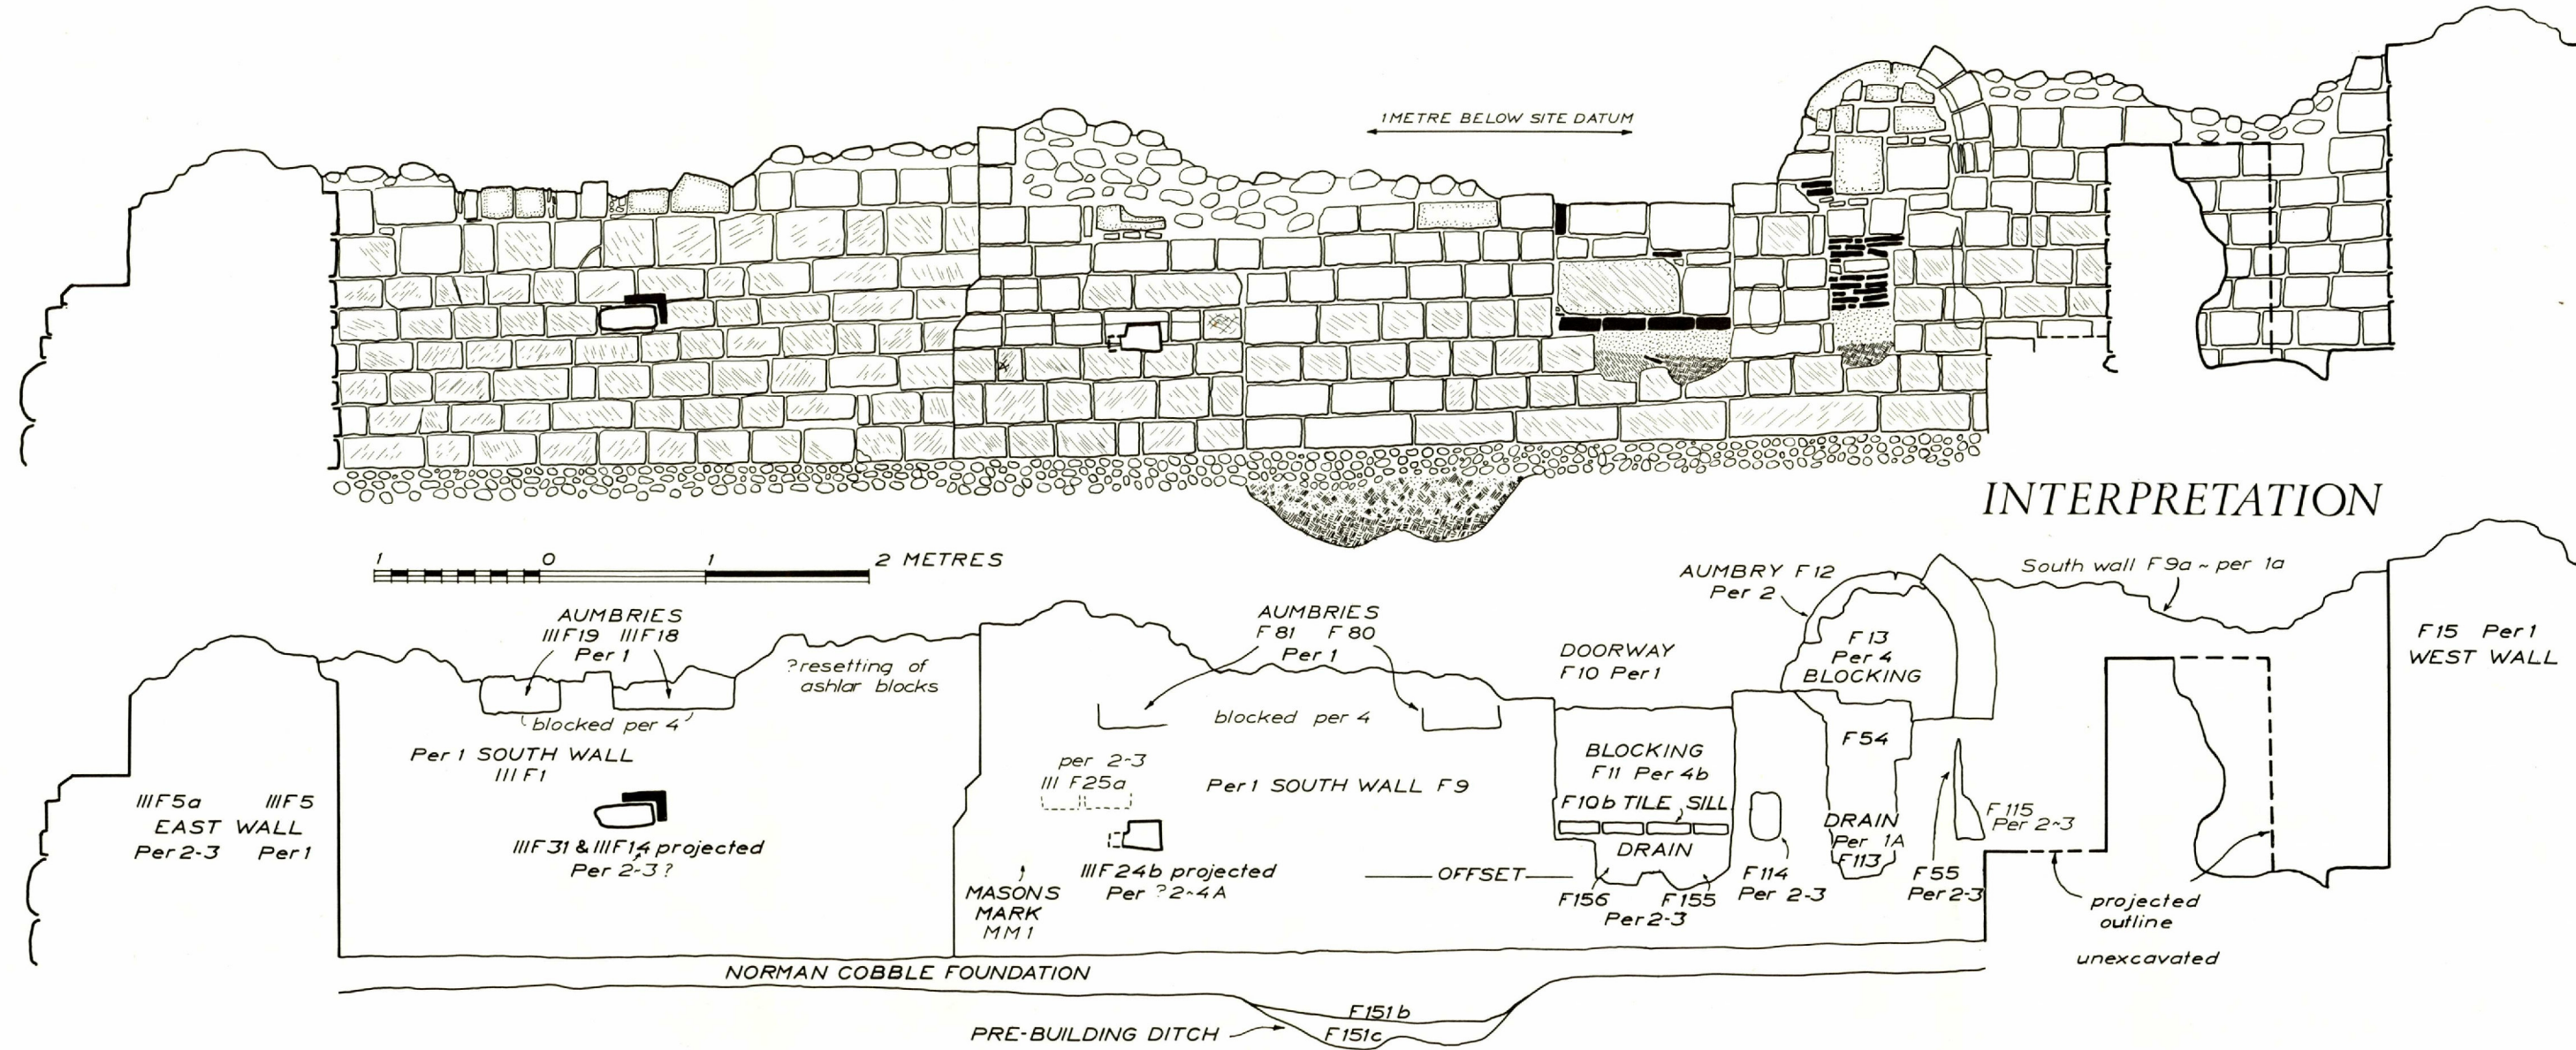 1 METRE BELOW SITE DATUM
INTERPRETATION
1 0 1 2 METRES
AUMBRIES
III F19 III F18
Per 1
?resetting of
ashlar blocks
blocked per 4
Per 1 SOUTH WALL
III F1
III F5a III F5
EAST WALL
Per 2-3 Per 1
III F31 & III F14 projected
Per 2-3?
AUMBRIES
F 81 F 80
Per 1
blocked per 4
per 2-3
III F25a
Per 1 SOUTH WALL F9
III F24b projected
Per ?2-4A
MASONS
MARK
MM1
OFFSET
DOORWAY
F10 Per 1
BLOCKING
F11 Per 4b
F10b TILE SILL
DRAIN
F156 F155
Per 2-3
AUMBRY F12
Per 2
F13
Per 4
BLOCKING
F54
DRAIN
Per 1A
F113
F114
Per 2-3
F55
Per 2-3
F115
Per 2-3
South wall F9a ~ per 1a
F15 Per 1
WEST WALL
projected
outline
unexcavated
NORMAN COBBLE FOUNDATION
F151b
PRE-BUILDING DITCH
F151c